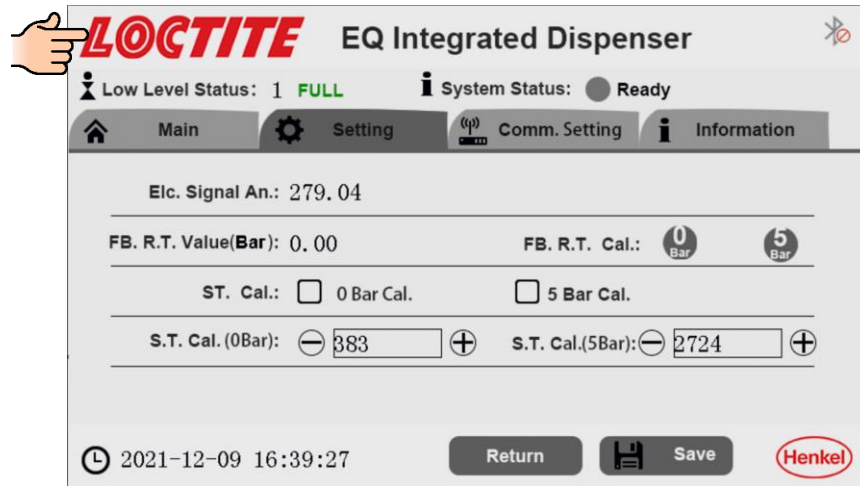 LOCTITE EQ Integrated Dispenser
Low Level Status: 1 FULL System Status: Ready
Main Setting Comm. Setting Information
Elc. Signal An.: 279.04
FB. R.T. Value(Bar): 0.00 FB. R.T. Cal.: 0 Bar 5 Bar
ST. Cal.: 0 Bar Cal. 5 Bar Cal.
S.T. Cal. (0Bar): 383 S.T. Cal.(5Bar): 2724
2021-12-09 16:39:27 Return Save Henkel